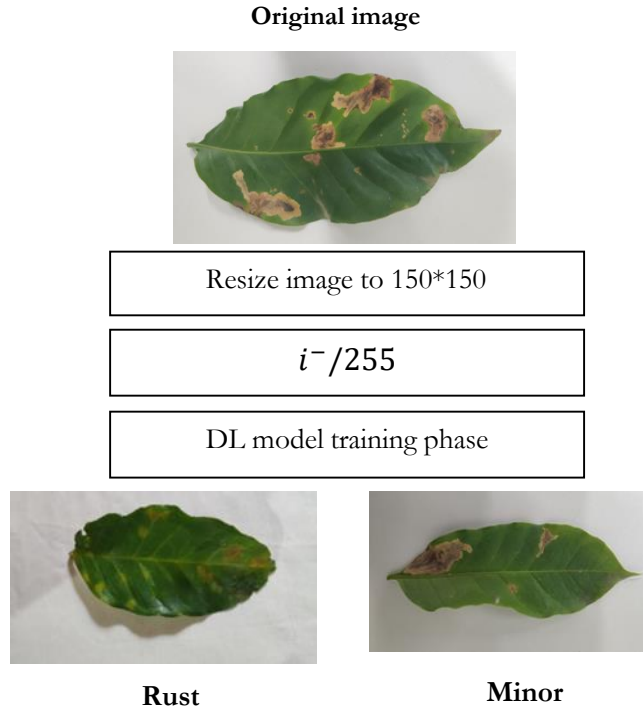 Original image
Resize image to 150*150
i⁻/255
DL model training phase
Rust
Minor